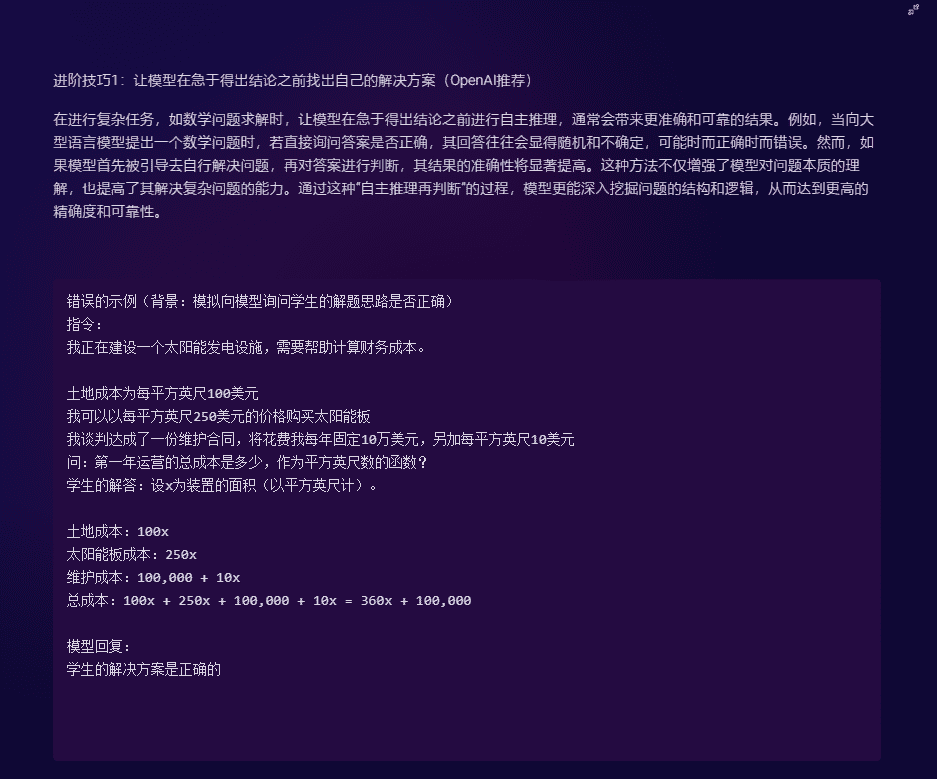 进阶技巧1：让模型在急于得出结论之前找出自己的解决方案（OpenAI推荐）
在进行复杂任务，如数学问题求解时，让模型在急于得出结论之前进行自主推理，通常会带来更准确和可靠的结果。例如，当向大
型语言模型提出一个数学问题时，若直接询问答案是否正确，其回答往往会显得随机和不确定，可能时而正确时而错误。然而，如
果模型首先被引导去自行解决问题，再对答案进行判断，其结果的准确性将显著提高。这种方法不仅增强了模型对问题本质的理
解，也提高了其解决复杂问题的能力。通过这种“自主推理再判断”的过程，模型更能深入挖掘问题的结构和逻辑，从而达到更高的
精确度和可靠性。
错误的示例（背景：模拟向模型询问学生的解题思路是否正确）
指令：
我正在建设一个太阳能发电设施，需要帮助计算财务成本。
土地成本为每平方英尺100美元
我可以以每平方英尺250美元的价格购买太阳能板
我谈判达成了一份维护合同，将花费我每年固定10万美元，另加每平方英尺10美元
问：第一年运营的总成本是多少，作为平方英尺数的函数？
学生的解答：设x为装置的面积（以平方英尺计）。
土地成本：100x
太阳能板成本：250x
维护成本：100,000 + 10x
总成本：100x + 250x + 100,000 + 10x = 360x + 100,000
模型回复：
学生的解决方案是正确的